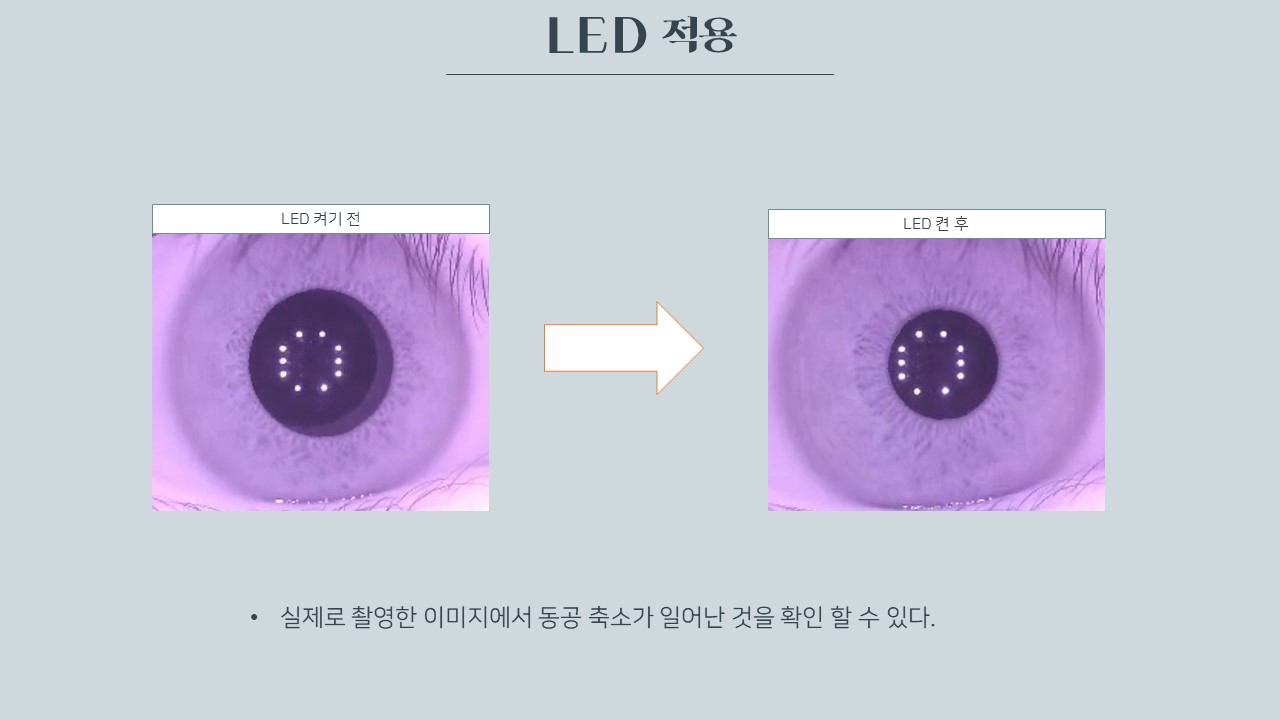 LED 적용
LED 켜기 전
LED 켠 후
• 실제로 촬영한 이미지에서 동공 축소가 일어난 것을 확인 할 수 있다.